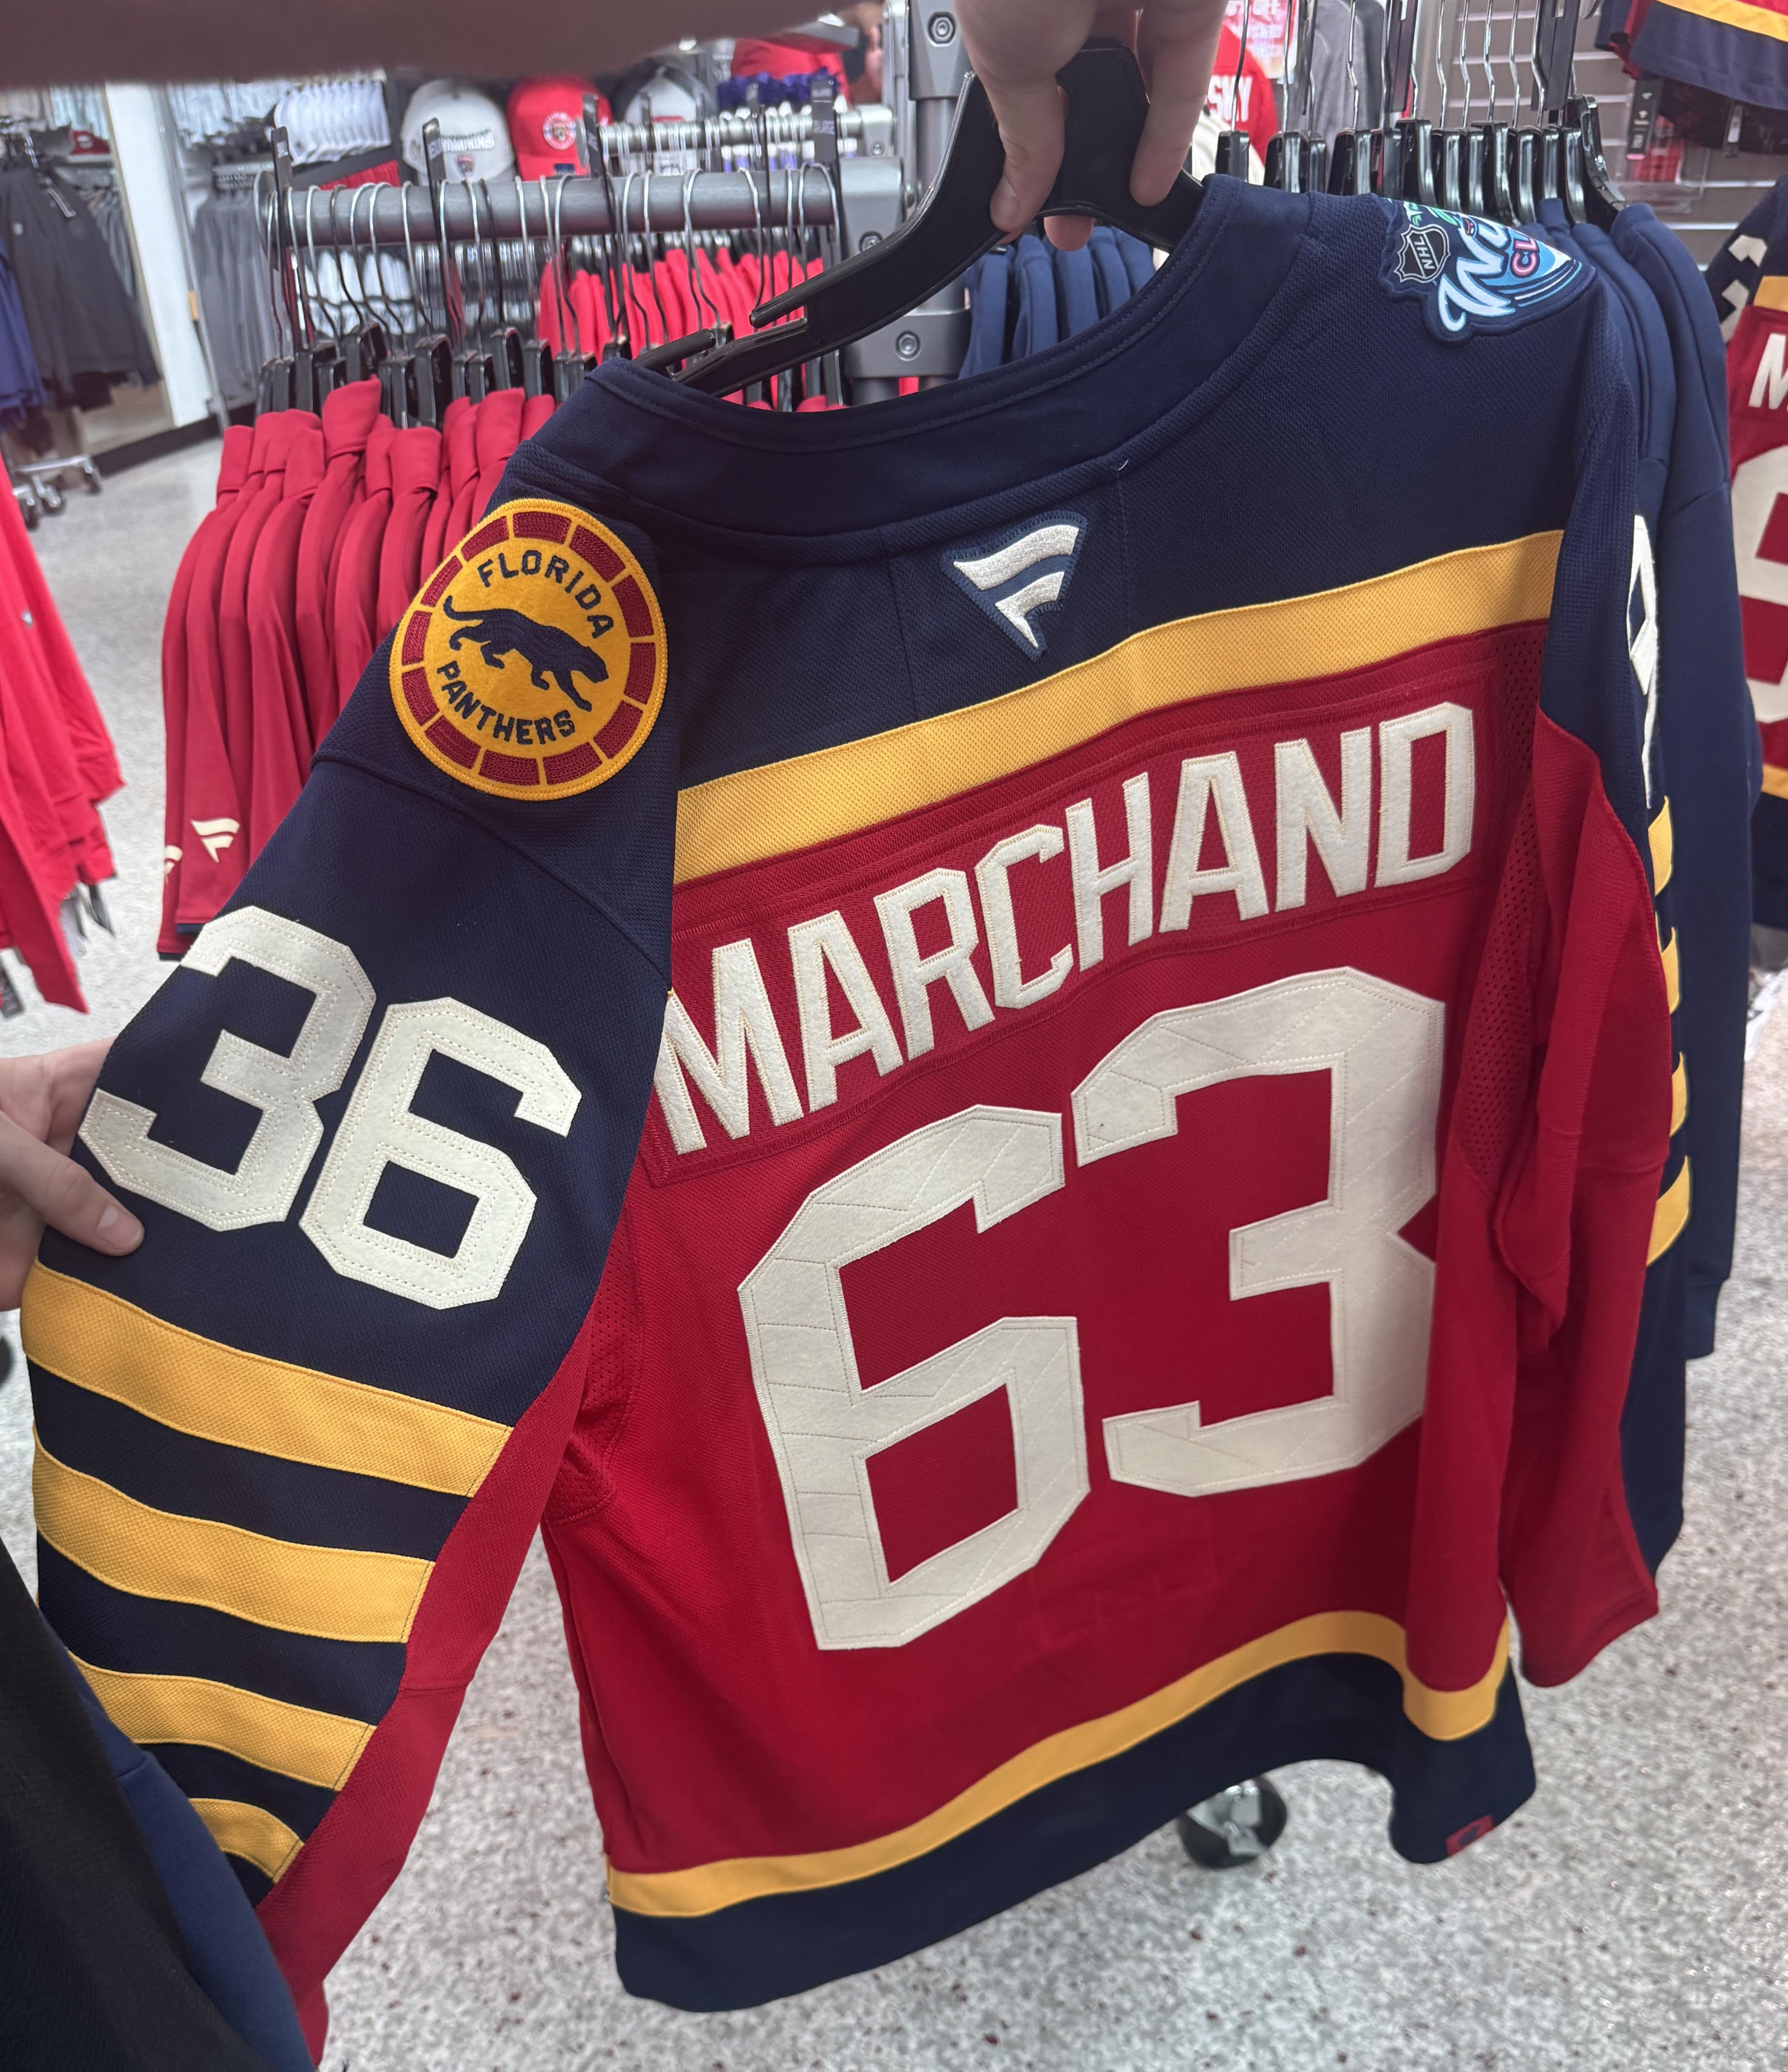 FLORIDA
PANTHERS
NHL
MARCHAND
36
63